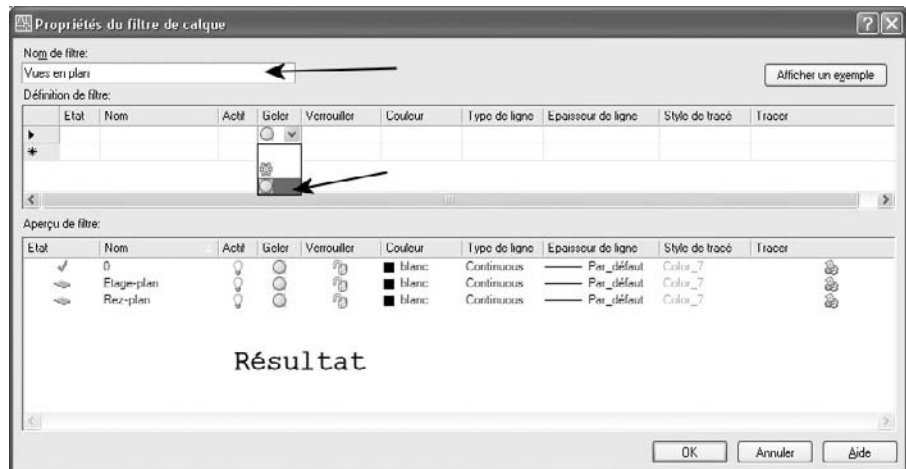 Propriétés du filtre de calque
Nom de filtre:
Vues en plan
Afficher un exemple
Définition de filtre:
Etat Nom Actif Geler Verrouiller Couleur Type de ligne Epaisseur de ligne Style de tracé Tracer
Aperçu de filtre:
Etat Nom Actif Geler Verrouiller Couleur Type de ligne Epaisseur de ligne Style de tracé Tracer
0 blanc Continuous Par_défaut Color_7
Etage-plan blanc Continuous Par_défaut Color_7
Rez-plan blanc Continuous Par_défaut Color_7
Résultat
OK Annuler Aide